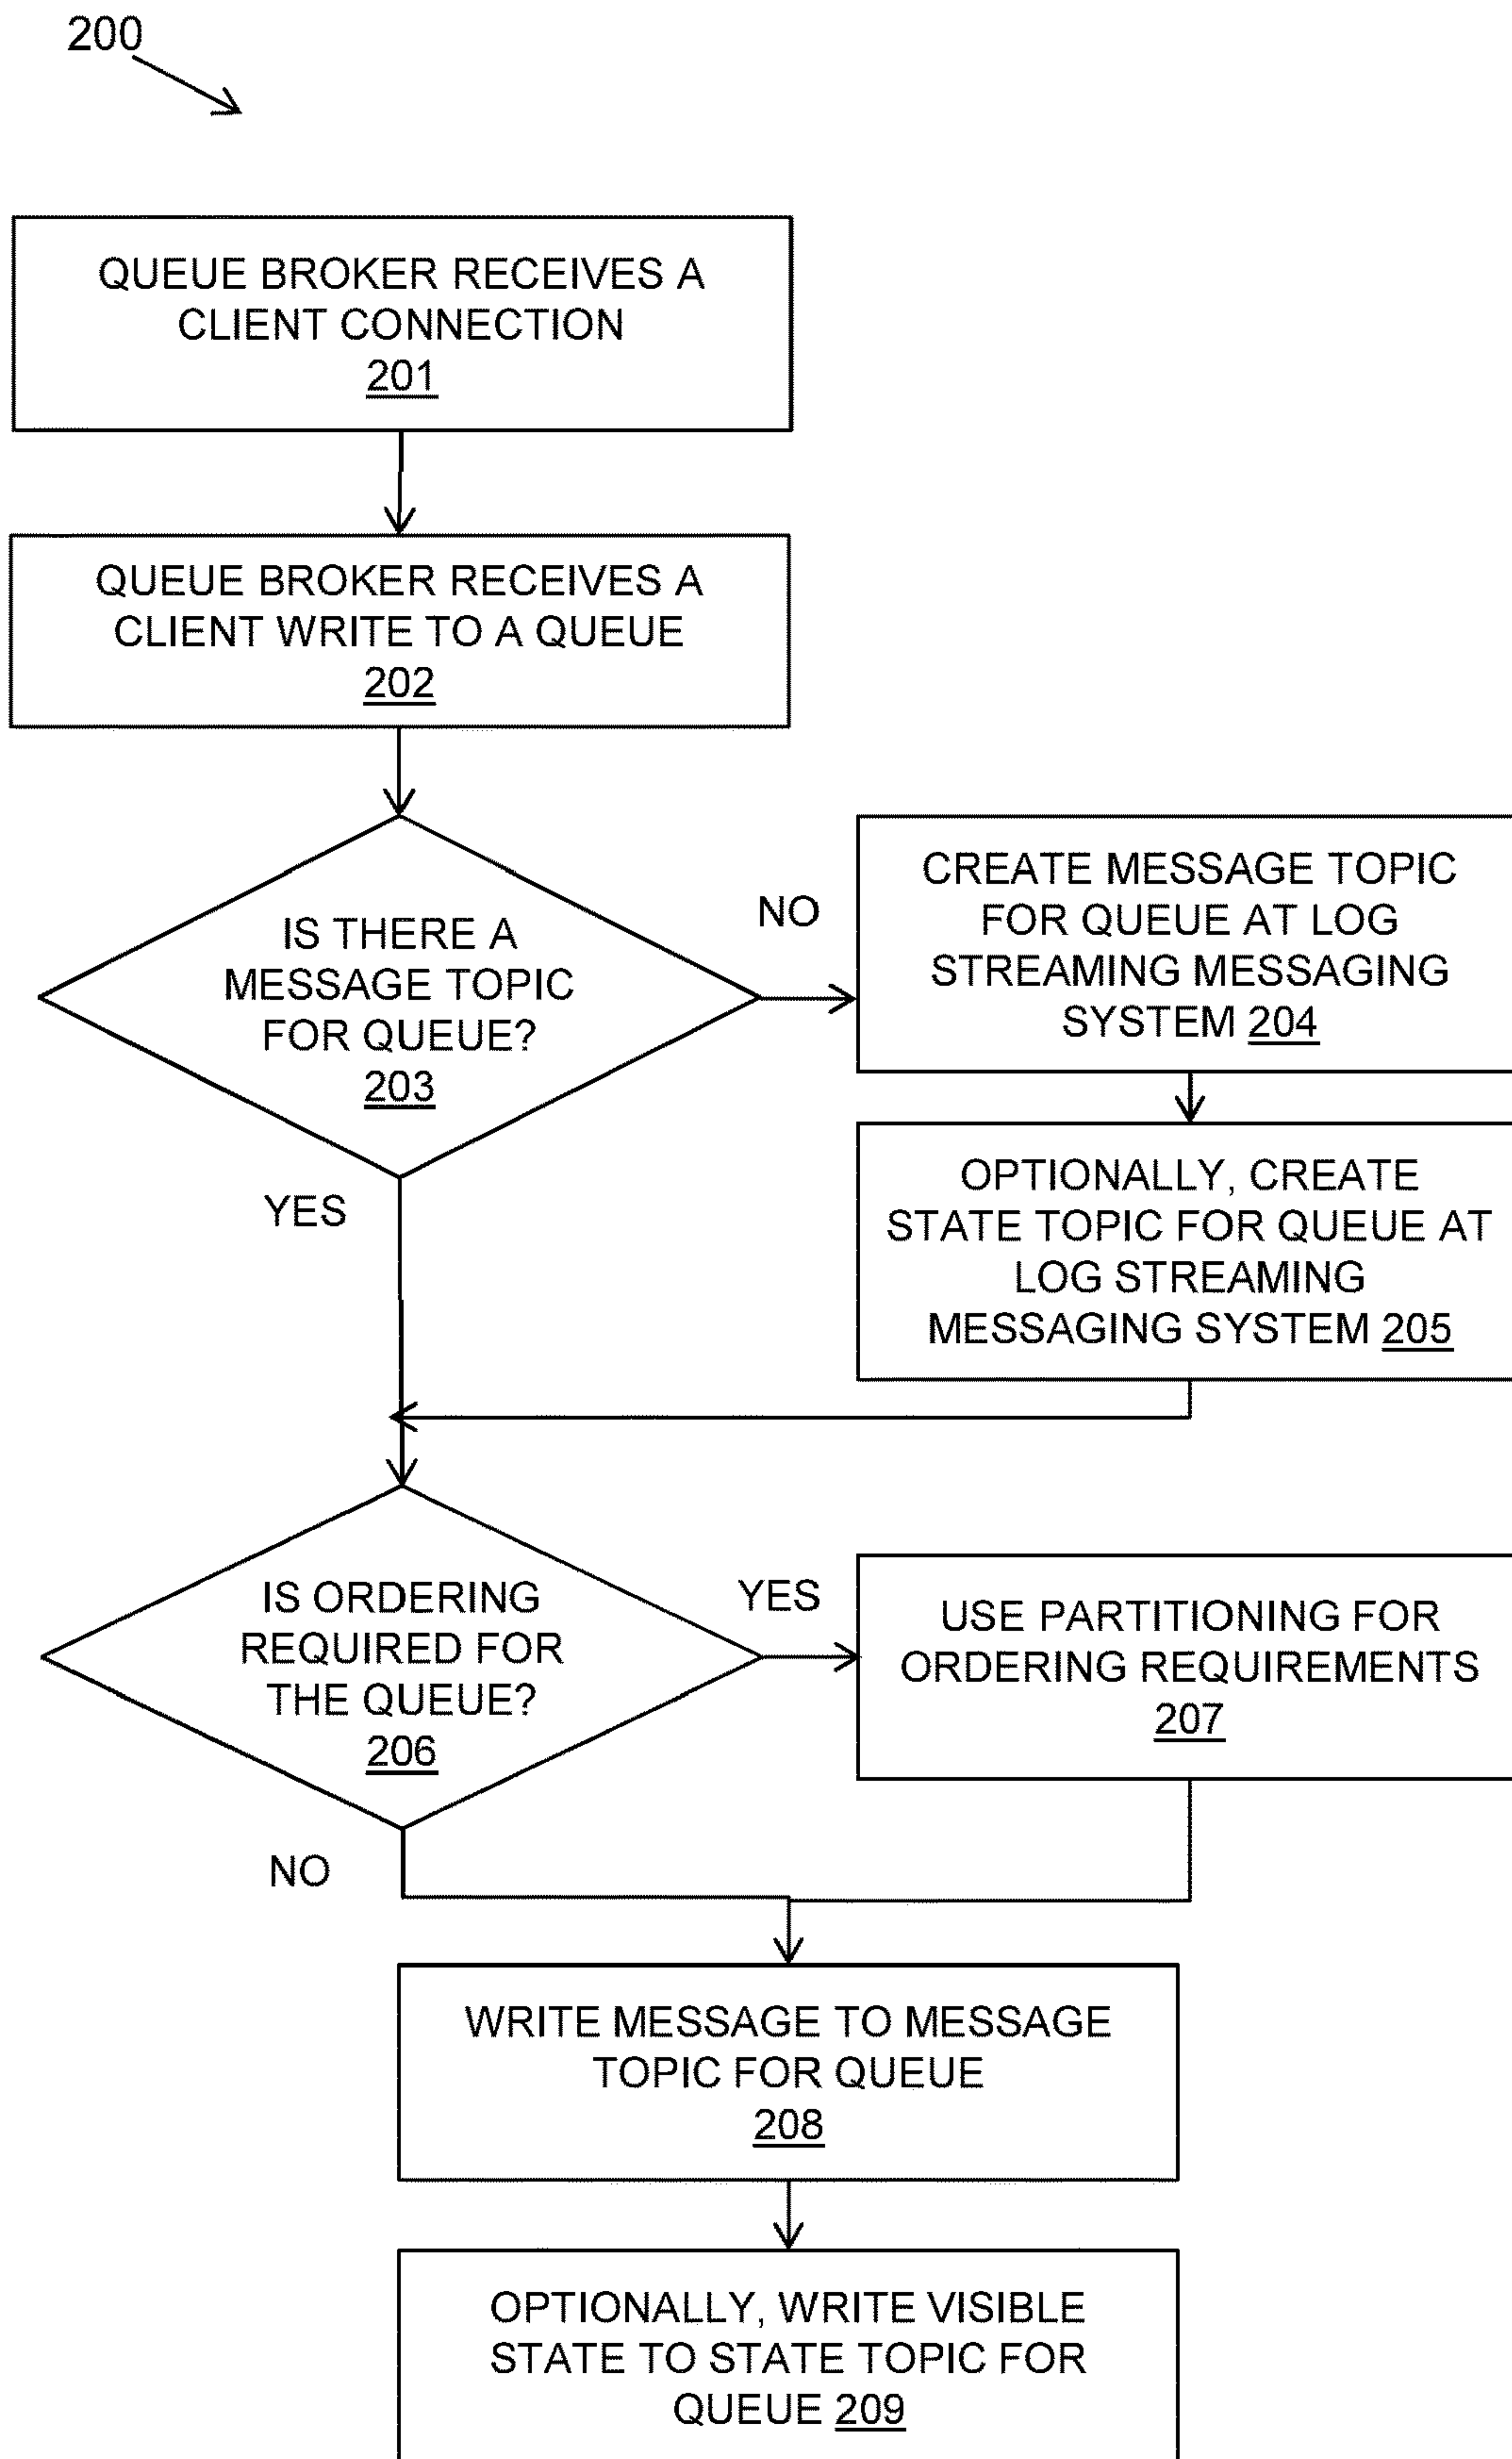 200
QUEUE BROKER RECEIVES A
CLIENT CONNECTION
201
QUEUE BROKER RECEIVES A
CLIENT WRITE TO A QUEUE
202
IS THERE A
MESSAGE TOPIC
FOR QUEUE?
203
NO
CREATE MESSAGE TOPIC
FOR QUEUE AT LOG
STREAMING MESSAGING
SYSTEM 204
YES
OPTIONALLY, CREATE
STATE TOPIC FOR QUEUE AT
LOG STREAMING
MESSAGING SYSTEM 205
IS ORDERING
REQUIRED FOR
THE QUEUE?
206
YES
USE PARTITIONING FOR
ORDERING REQUIREMENTS
207
NO
WRITE MESSAGE TO MESSAGE
TOPIC FOR QUEUE
208
OPTIONALLY, WRITE VISIBLE
STATE TO STATE TOPIC FOR
QUEUE 209